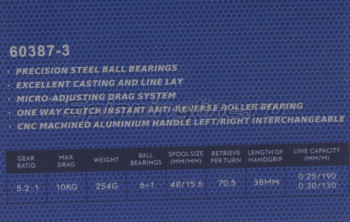 60387-3
• PRECISION STEEL BALL BEARINGS
• EXCELLENT CASTING AND LINE LAY
• MICRO-ADJUSTING DRAG SYSTEM
• ONE WAY CLUTCH INSTANT ANTI-REVERSE ROLLER BEARING
• CNC MACHINED ALUMINIUM HANDLE LEFT/RIGHT INTERCHANGEABLE
GEAR RATIO MAX DRAG WEIGHT BALL BEARINGS SPOOL SIZE (MM/MM) RETRIEVE PER TURN LENGTH OF HANDGRIP LINE CAPACITY (MM/M)
5.2:1 10KG 254G 6+1 48/15.6 70.5 38MM 0.25/190
0.30/130